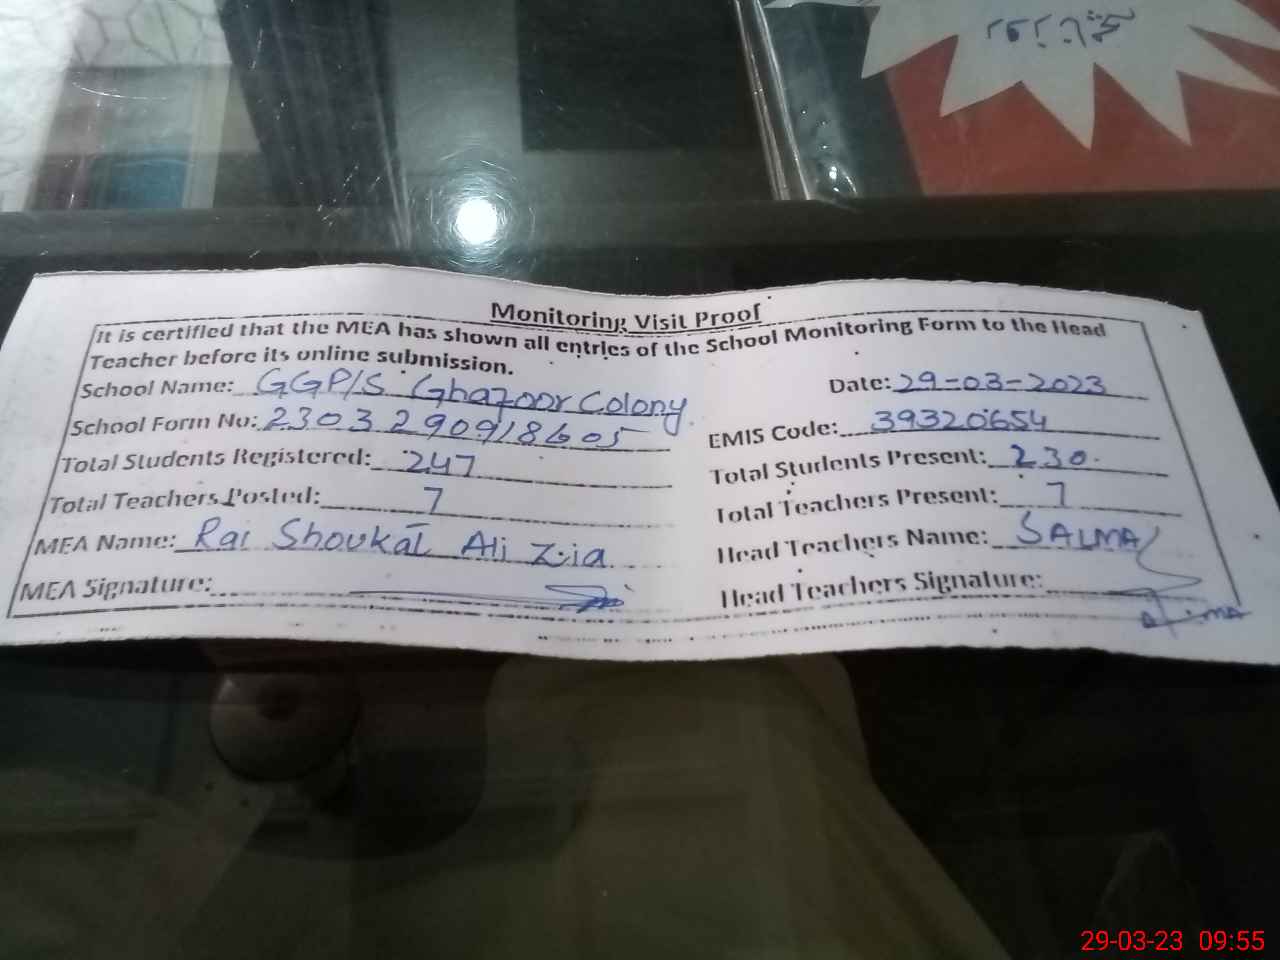 Monitoring Visit Proof
It is certified that the MEA has shown all entries of the School Monitoring Form to the Head
Teacher before its online submission.
School Name: GGP/S Ghafoor Colony Date: 29-03-2023
School Form No: 2303290918605 EMIS Code: 39320654
Total Students Registered: 247 Total Students Present: 230
Total Teachers Posted: 7 Total Teachers Present: 7
MEA Name: Rai Shoukat Ali Zia Head Teachers Name: SALMA
MEA Signature: Head Teachers Signature:
29-03-23 09:55